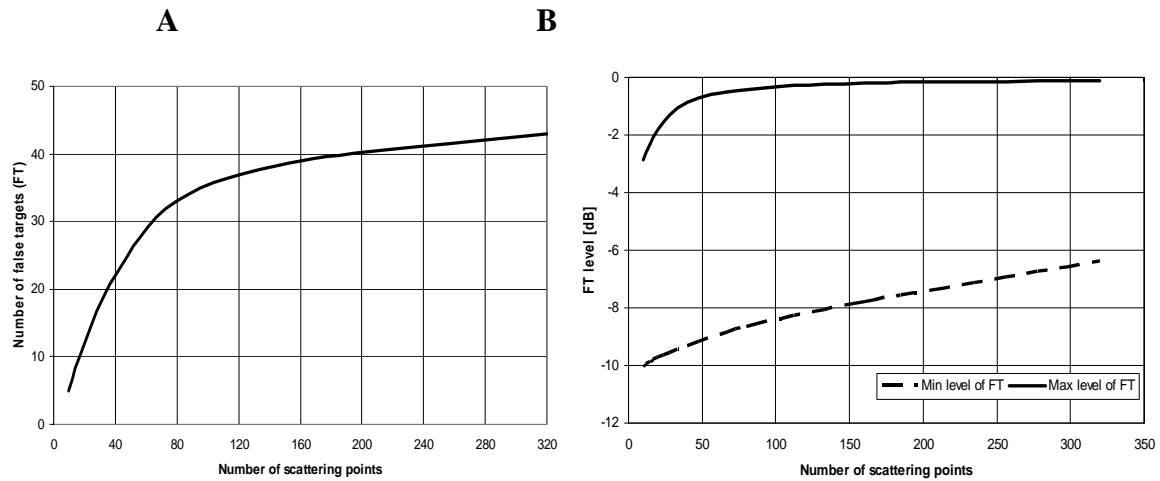 A
B
50
40
30
20
10
0
Number of false targets (FT)
0 40 80 120 160 200 240 280 320
Number of scattering points
0
-2
-4
-6
-8
-10
-12
FT level [dB]
Min level of FT Max level of FT
0 50 100 150 200 250 300 350
Number of scattering points